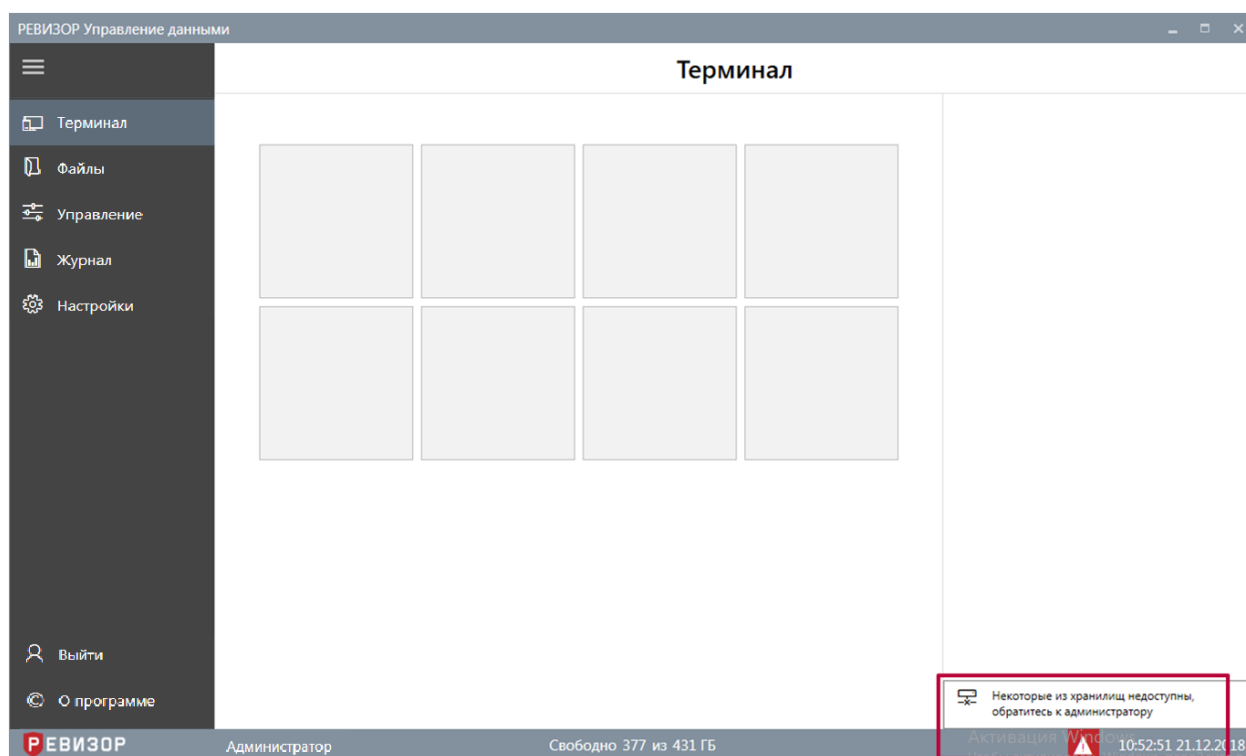 РЕВИЗОР Управление данными
Терминал
Терминал
Файлы
Управление
Журнал
Настройки
Выйти
О программе
Некоторые из хранилищ недоступны,
обратитесь к администратору
Активация Windows
РЕВИЗОР
Администратор
Свободно 377 из 431 ГБ
10:52:51 21.12.2018